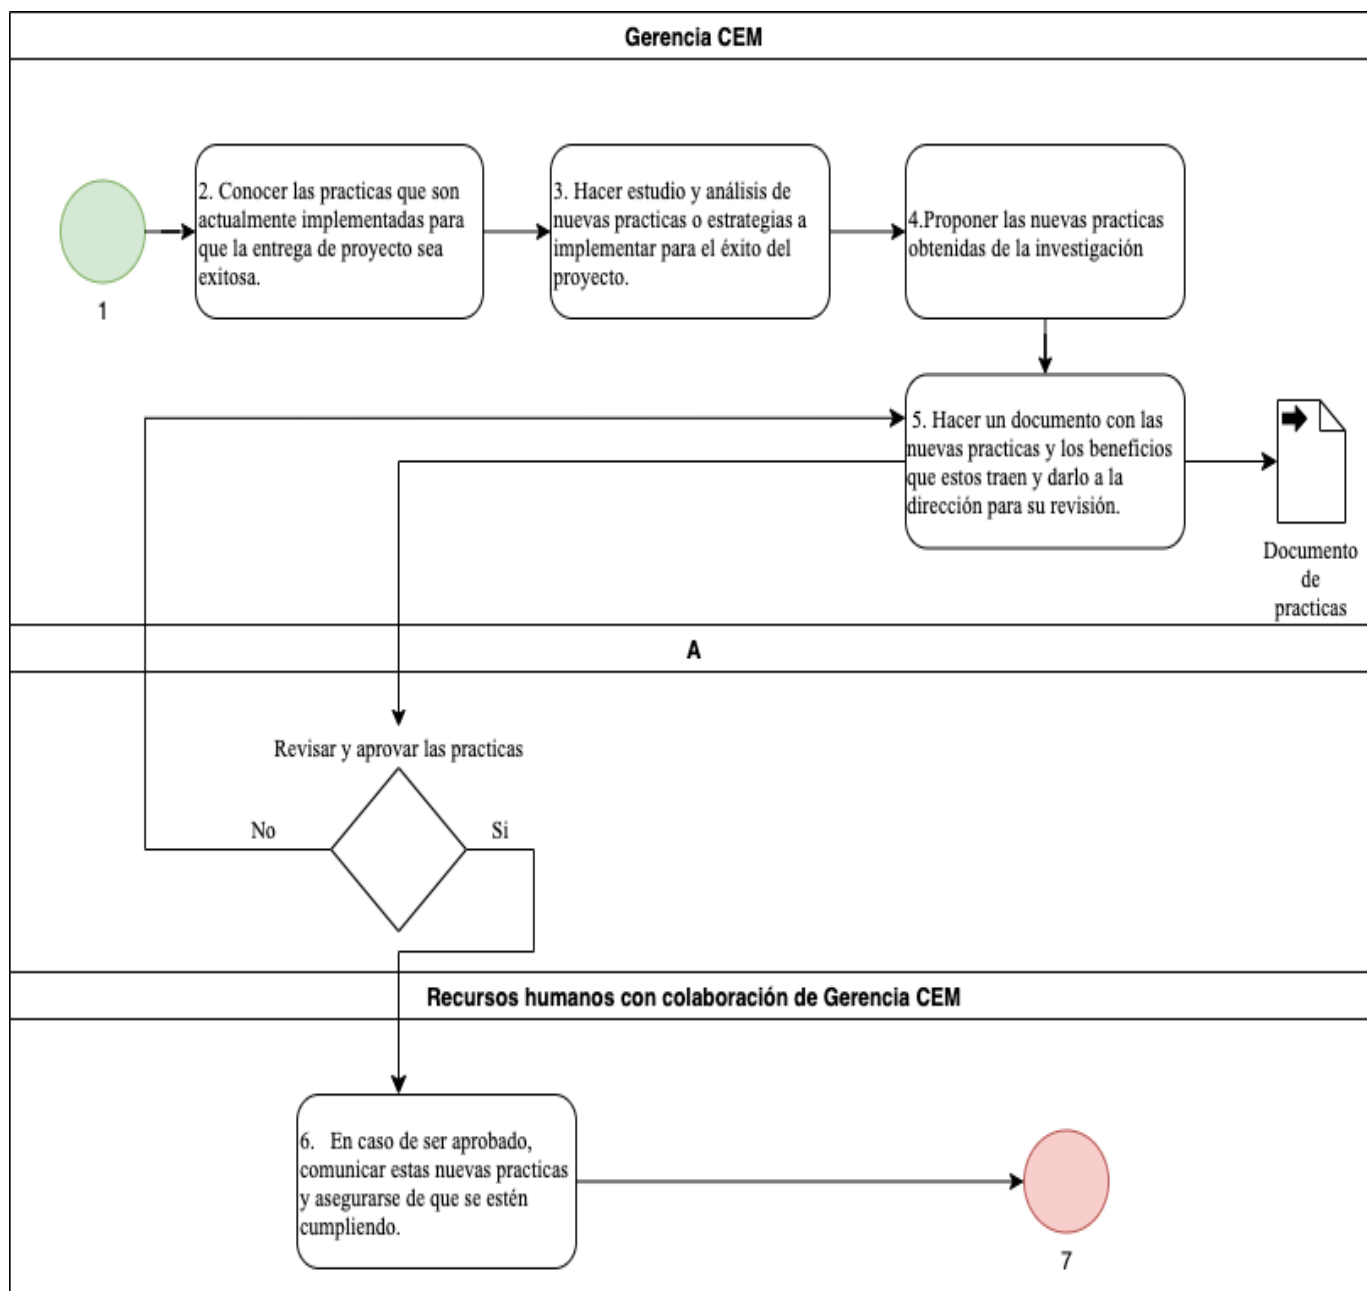 Gerencia CEM
2. Conocer las practicas que son
actualmente implementadas para
que la entrega de proyecto sea
exitosa.
3. Hacer estudio y análisis de
nuevas practicas o estrategias a
implementar para el éxito del
proyecto.
4.Proponer las nuevas practicas
obtenidas de la investigación
1
5. Hacer un documento con las
nuevas practicas y los beneficios
que estos traen y darlo a la
dirección para su revisión.
Documento
de
practicas
A
Revisar y aprovar las practicas
No
Si
Recursos humanos con colaboración de Gerencia CEM
6. En caso de ser aprobado,
comunicar estas nuevas practicas
y asegurarse de que se estén
cumpliendo.
7